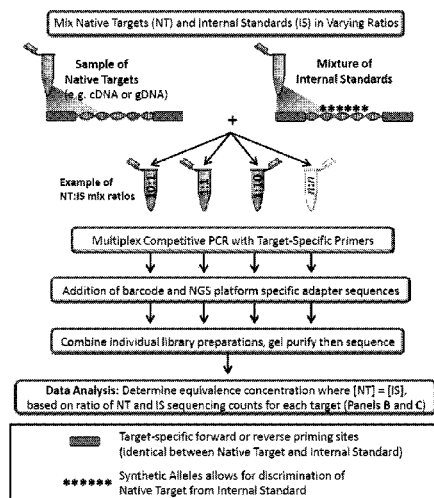 Mix Native Targets (NT) and Internal Standards (IS) in Varying Ratios
Sample of
Native Targets
(e.g. cDNA or gDNA)
Mixture of
Internal Standards
******
+
Example of
NT:IS mix ratios
1:1
1:10
n:n
Multiplex Competitive PCR with Target-Specific Primers
Addition of barcode and NGS platform specific adapter sequences
Combine individual library preparations, gel purify then sequence
Data Analysis: Determine equivalence concentration where [NT] = [IS],
based on ratio of NT and IS sequencing counts for each target (Panels B and C)
Target-specific forward or reverse priming sites
(identical between Native Target and Internal Standard)
****** Synthetic Alleles allows for discrimination of
Native Target from Internal Standard